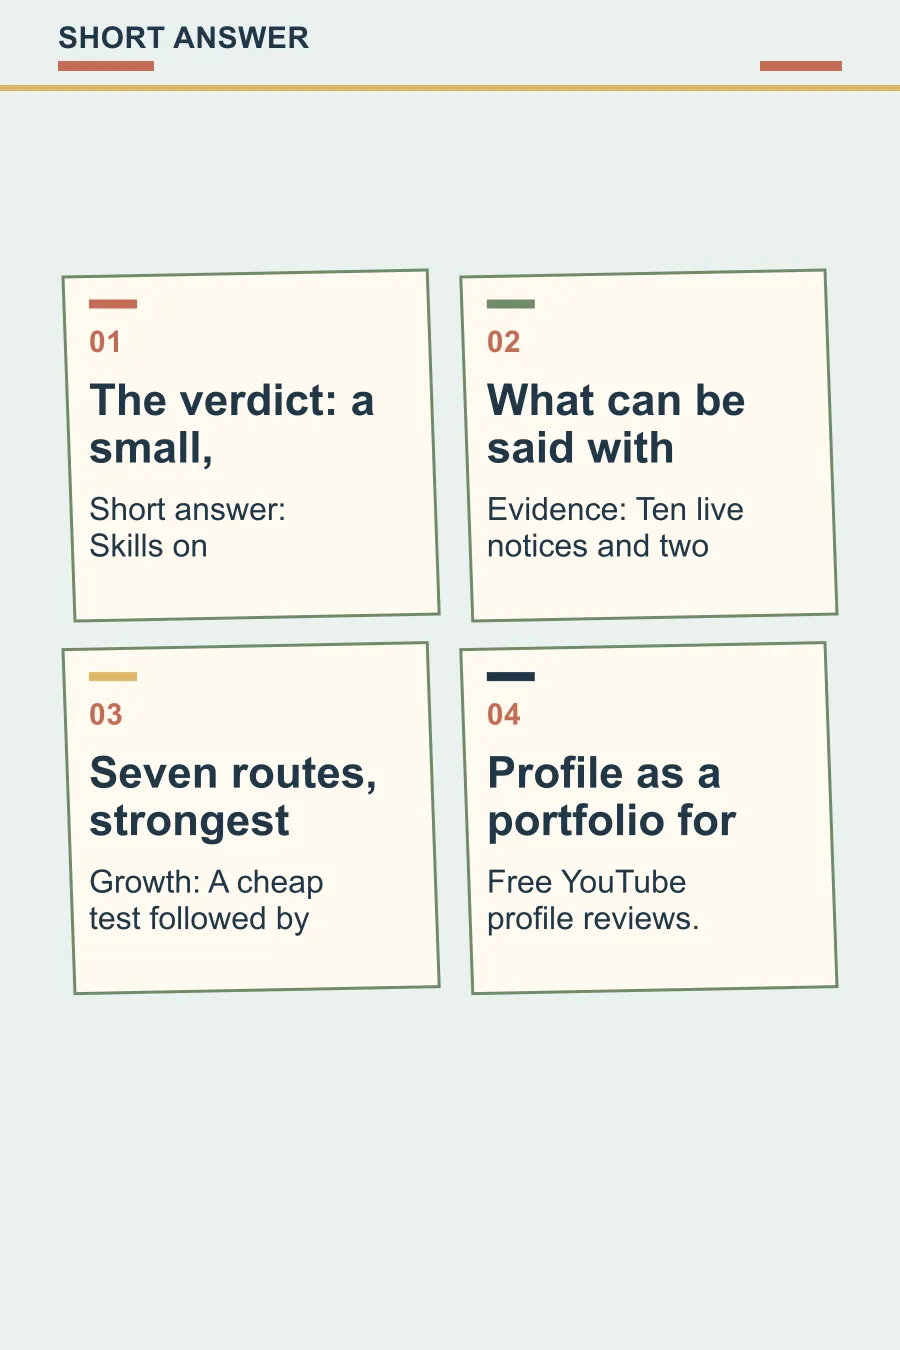 SHORT ANSWER
01
The verdict: a
small,
Short answer:
Skills on
02
What can be
said with
Evidence: Ten live
notices and two
03
Seven routes,
strongest
Growth: A cheap
test followed by
04
Profile as a
portfolio for
Free YouTube
profile reviews.